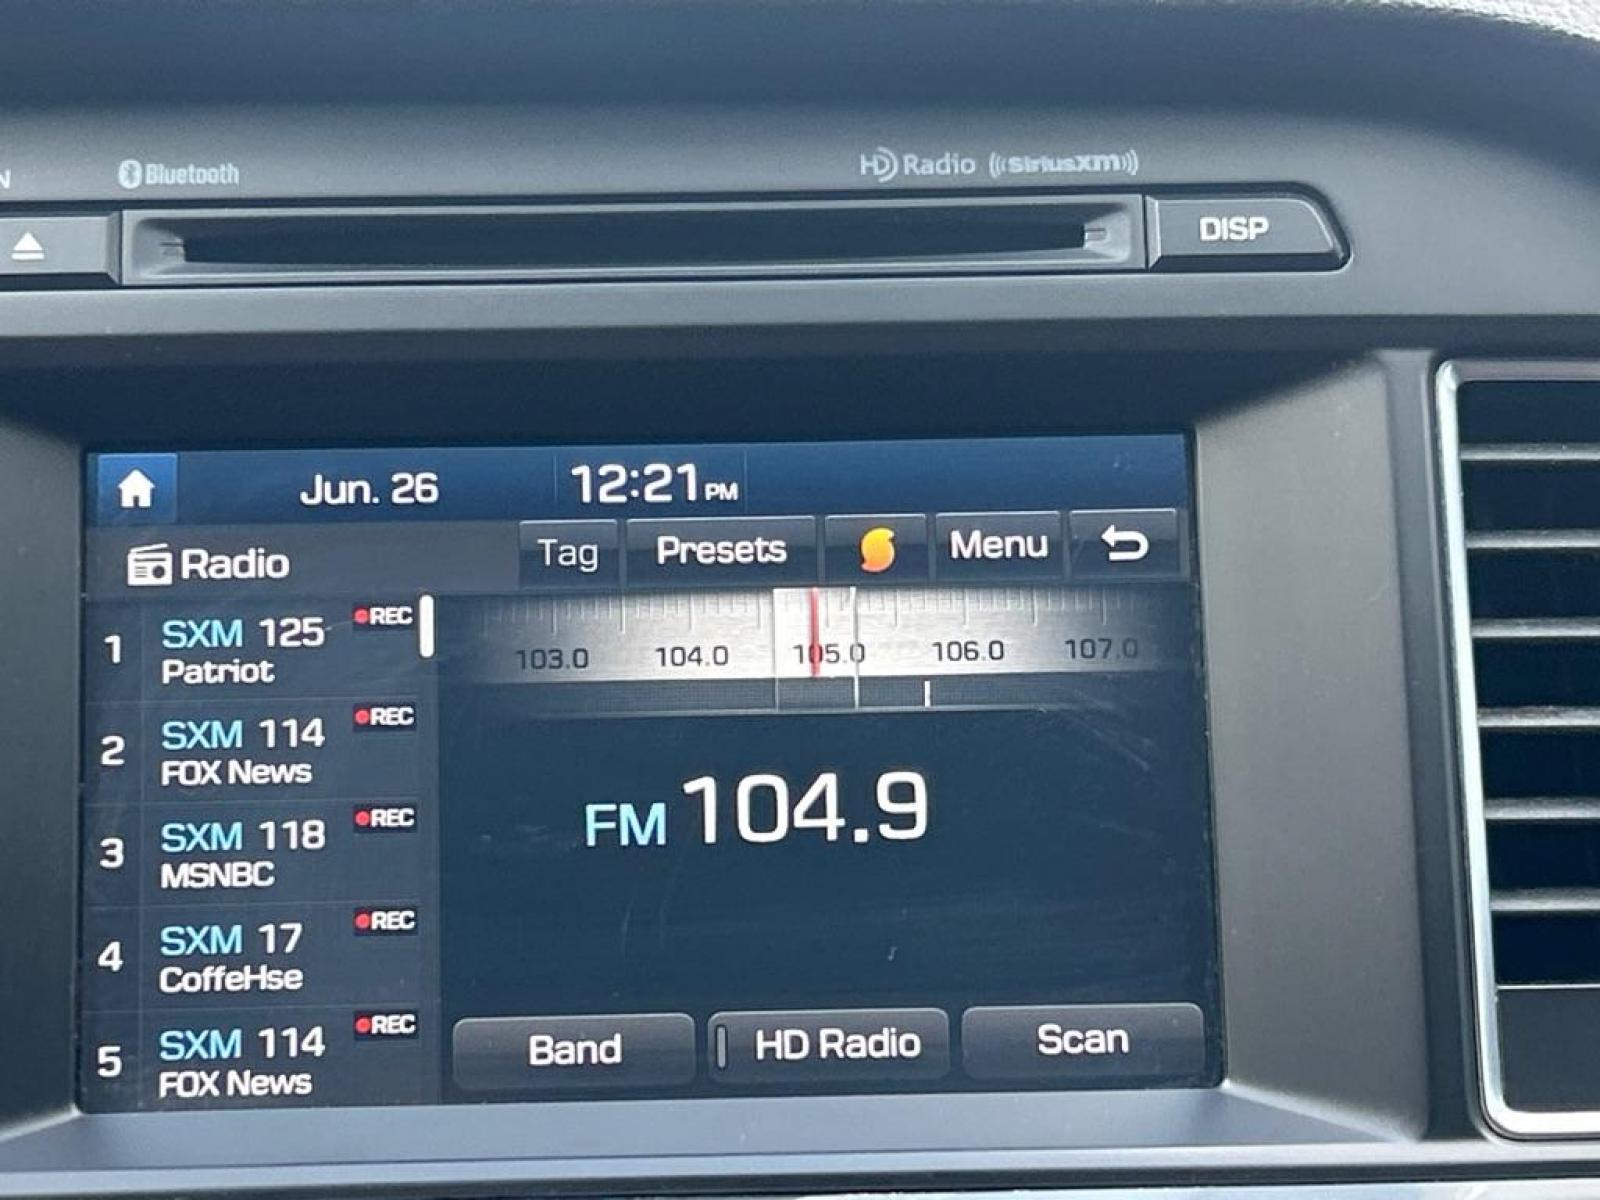 N
Bluetooth
HD Radio ((SiriusXM))
DISP
Jun. 26 12:21 PM
Radio
Tag Presets Menu
1 SXM 125 REC
Patriot
2 SXM 114 REC
FOX News
3 SXM 118 REC
MSNBC
4 SXM 17 REC
CoffeHse
5 SXM 114 REC
FOX News
103.0 104.0 105.0 106.0 107.0
FM 104.9
Band HD Radio Scan